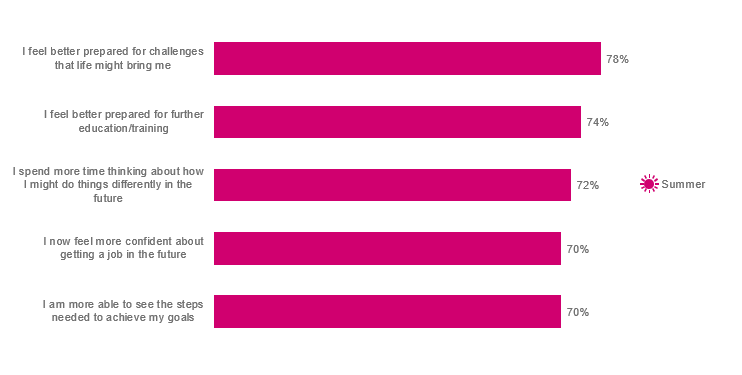 I feel better prepared for challenges
that life might bring me
78%
I feel better prepared for further
education/training
74%
I spend more time thinking about how
I might do things differently in the
future
72%
Summer
I now feel more confident about
getting a job in the future
70%
I am more able to see the steps
needed to achieve my goals
70%